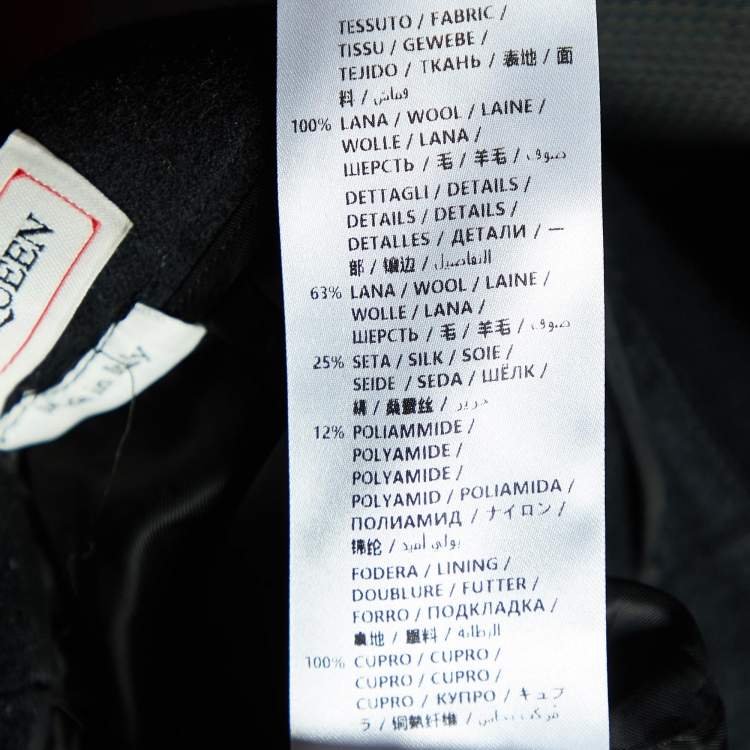 TESSUTO / FABRIC /
TISSU / GEWEBE /
TEJIDO / ТКАНЬ / 表地 / 面
料 / قماش
100% LANA / WOOL / LAINE /
WOLLE / LANA /
ШЕРСТЬ / 毛 / 羊毛 / صوف
DETTAGLI / DETAILS /
DETAILS / DETAILS /
DETALLES / ДЕТАЛИ / 一
部 / 镶边 / التفاصيل
63% LANA / WOOL / LAINE /
WOLLE / LANA /
ШЕРСТЬ / 毛 / 羊毛 / صوف
25% SETA / SILK / SOIE /
SEIDE / SEDA / ШЁЛК /
絹 / 桑蚕丝 / حرير
12% POLIAMMIDE /
POLYAMIDE /
POLYAMIDE /
POLYAMID / POLIAMIDA /
ПОЛИАМИД / ナイロン /
锦纶 / بولي أميد
FODERA / LINING /
DOUBLURE / FUTTER /
FORRO / ПОДКЛАДКА /
裏地 / 里料 / البطانة
100% CUPRO / CUPRO /
CUPRO / CUPRO /
CUPRO / КУПРО / キュプ
ラ / 铜氨纤维 /
QUEEN
in Italy